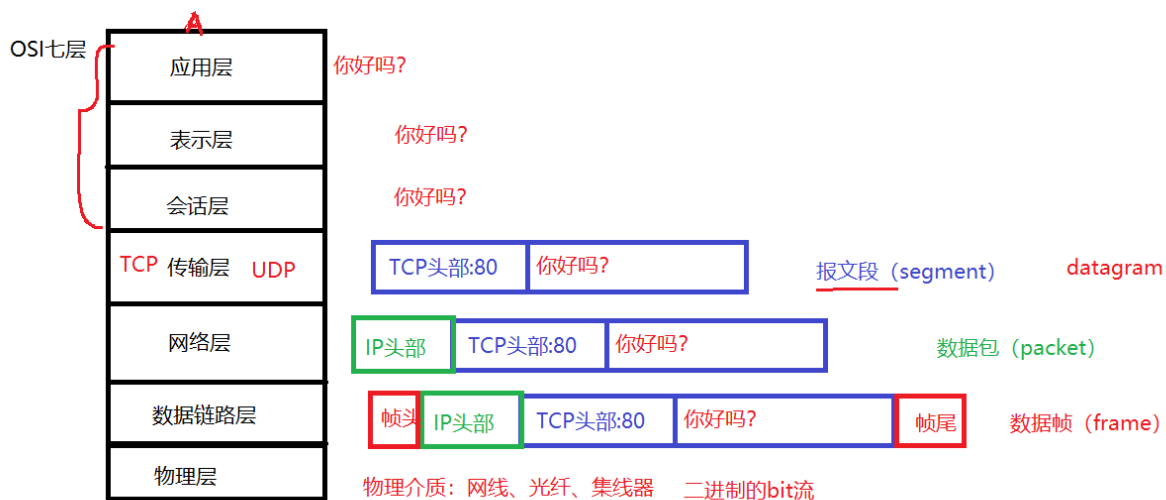 A
OSI七层
应用层 你好吗?
表示层 你好吗?
会话层 你好吗?
TCP 传输层 UDP TCP头部:80 你好吗? 报文段（segment） datagram
网络层 IP头部 TCP头部:80 你好吗? 数据包（packet）
数据链路层 帧头 IP头部 TCP头部:80 你好吗? 帧尾 数据帧（frame）
物理层 物理介质：网线、光纤、集线器 二进制的bit流